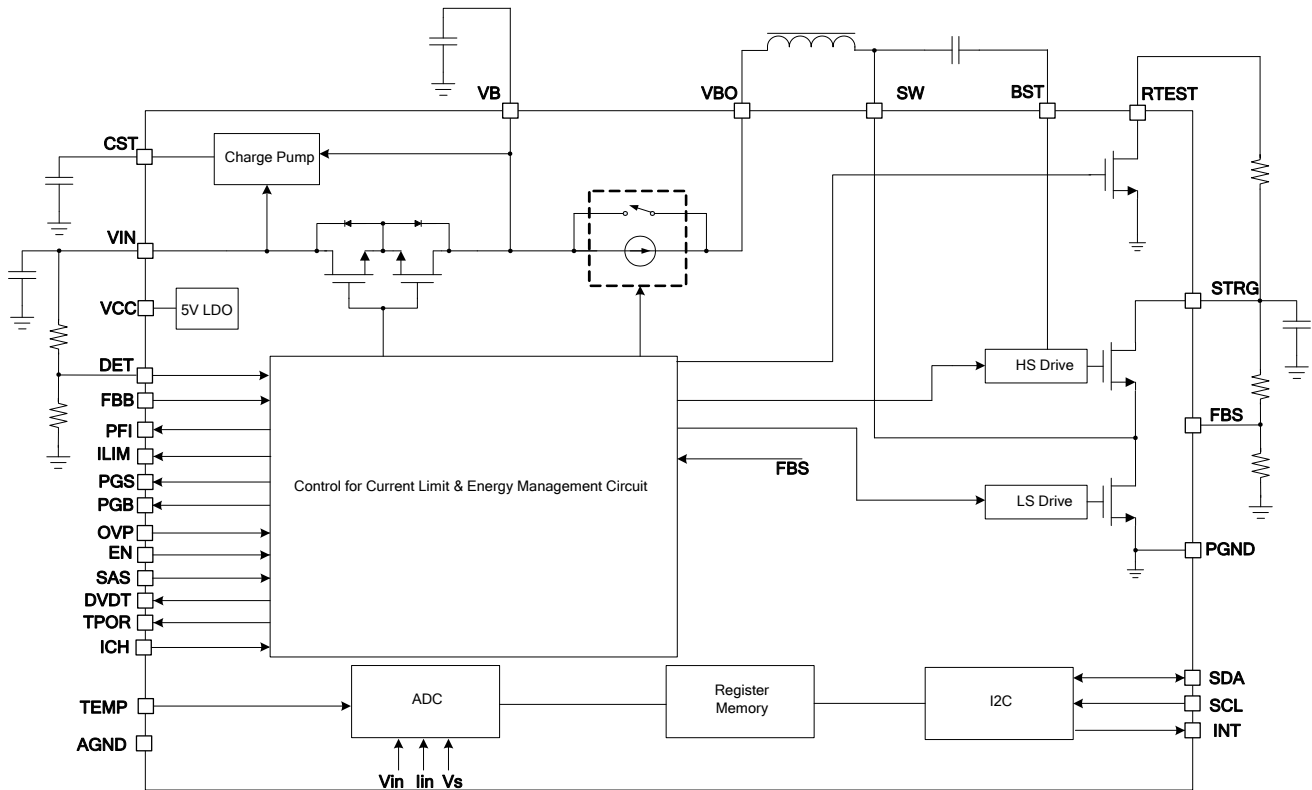 VB
VBO
SW
BST
RTEST
CST
Charge Pump
VIN
VCC
5V LDO
STRG
DET
HS Drive
FBB
FBS
PFI
ILIM
FBS
PGS
Control for Current Limit & Energy Management Circuit
PGB
LS Drive
OVP
EN
PGND
SAS
DVDT
TPOR
ICH
SDA
TEMP
ADC
Register
Memory
I2C
SCL
INT
AGND
Vin Iin Vs